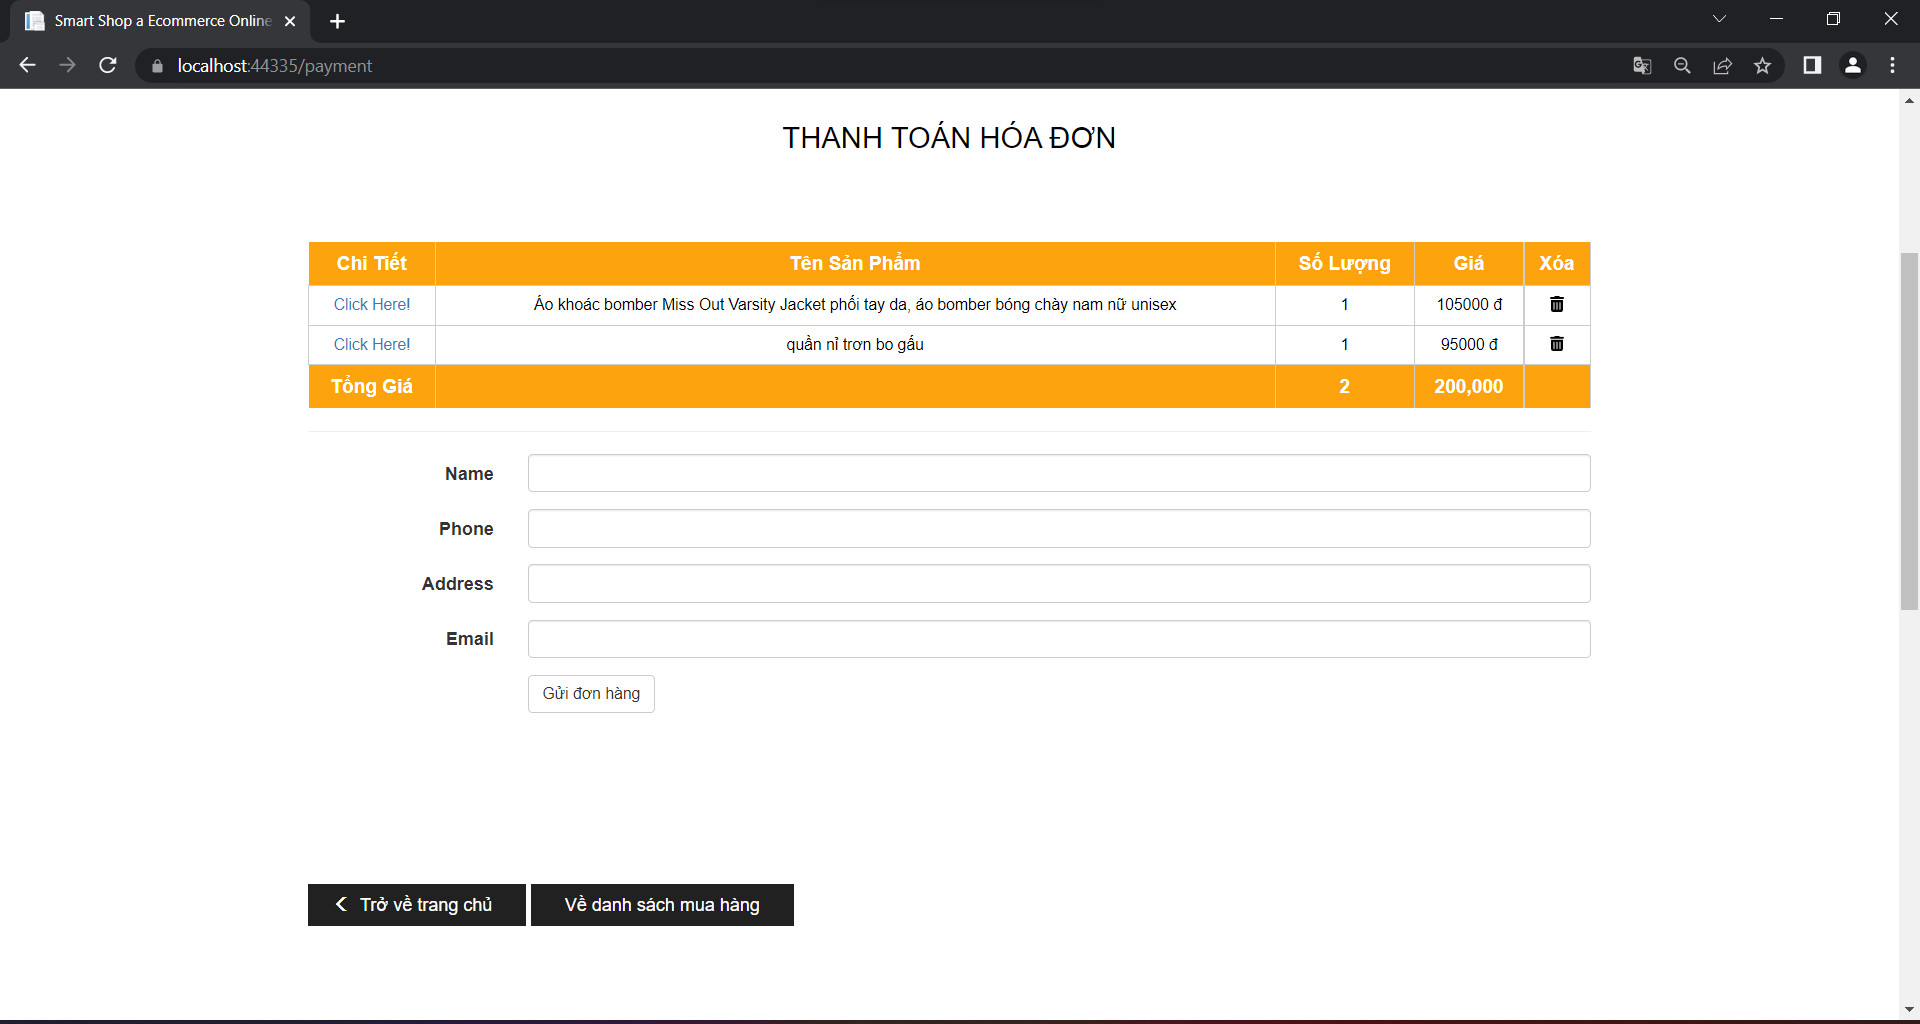 Smart Shop a Ecommerce Online
localhost:44335/payment
THANH TOÁN HÓA ĐƠN
Chi Tiết Tên Sản Phẩm Số Lượng Giá Xóa
Click Here! Áo khoác bomber Miss Out Varsity Jacket phối tay da, áo bomber bóng chày nam nữ unisex 1 105000 đ
Click Here! quần nỉ trơn bo gấu 1 95000 đ
Tổng Giá 2 200,000
Name
Phone
Address
Email
Gửi đơn hàng
Trở về trang chủ Về danh sách mua hàng